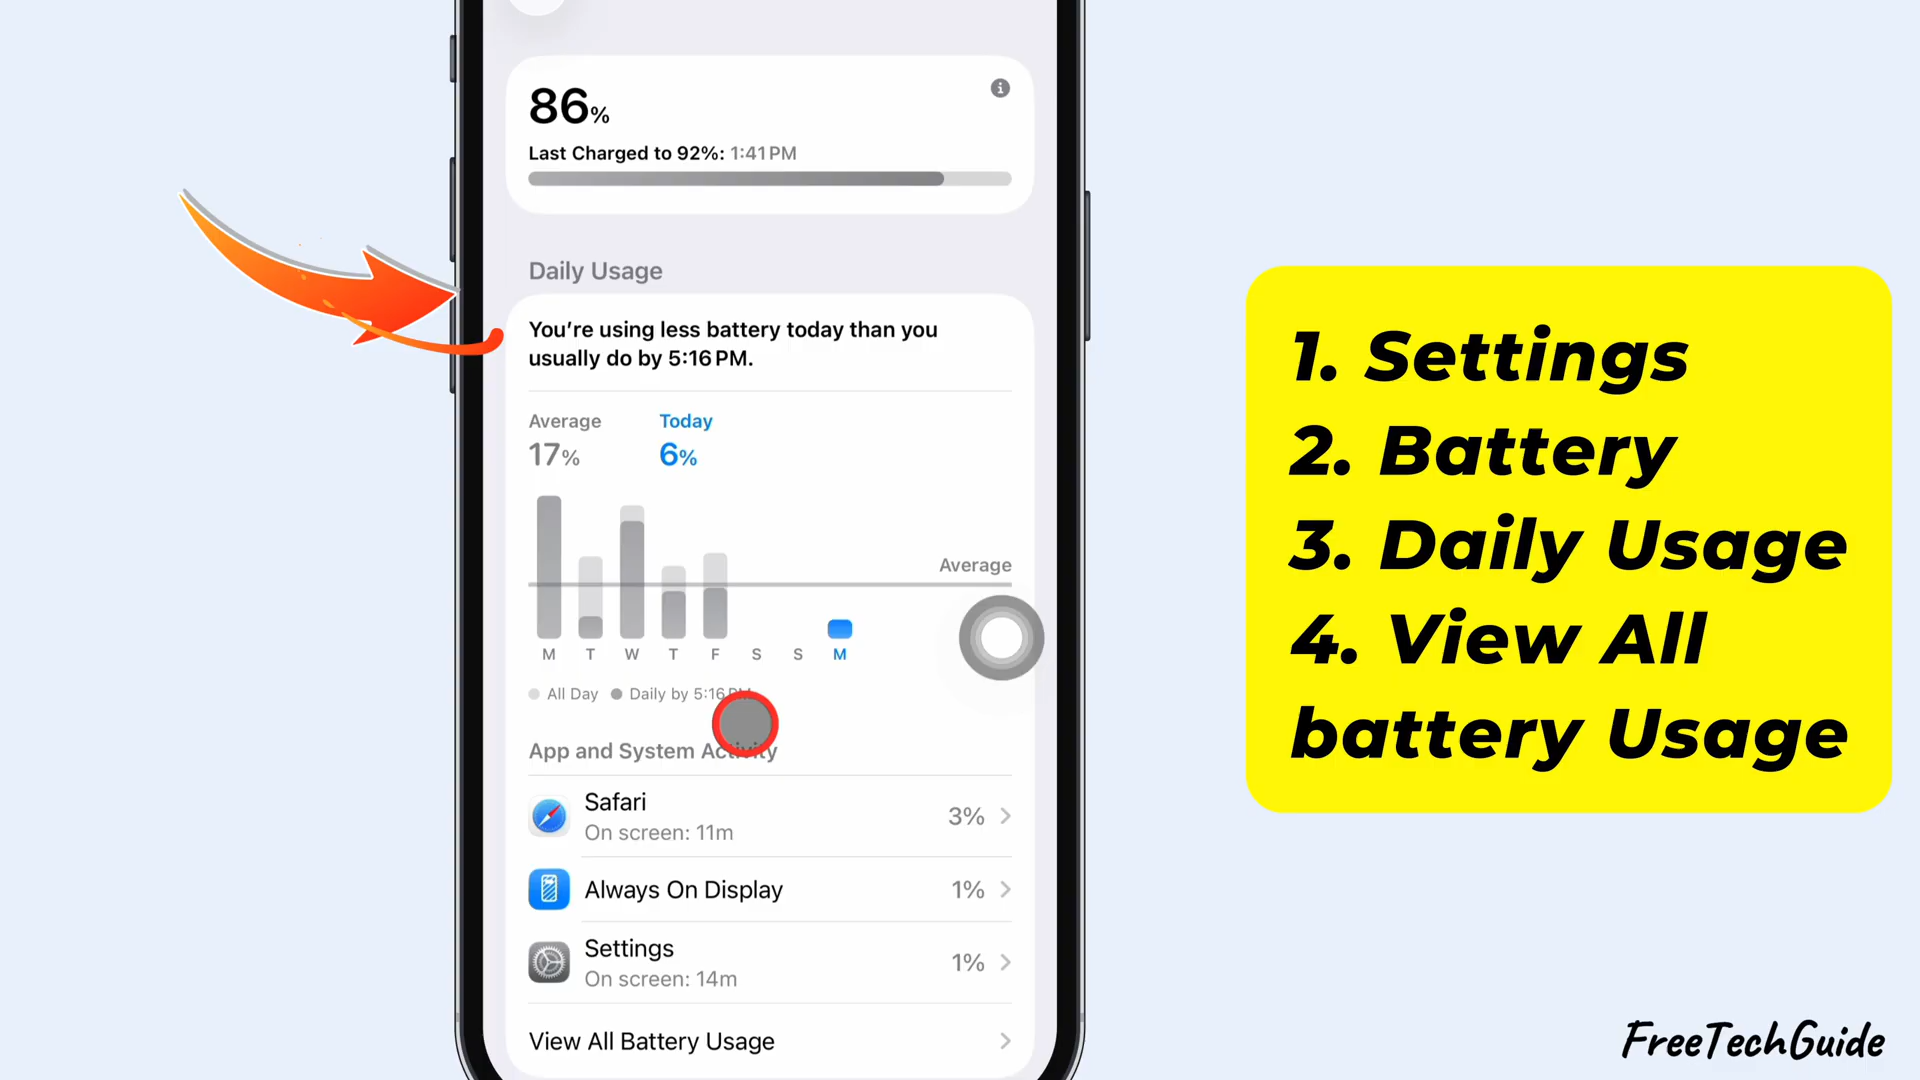 86%
Last Charged to 92%: 1:41 PM
Daily Usage
You're using less battery today than you
usually do by 5:16 PM.
Average Today
17% 6%
Average
M T W T F S S M
All Day Daily by 5:16 PM
App and System Activity
Safari
3%
On screen: 11m
Always On Display 1%
Settings
1%
On screen: 14m
View All Battery Usage
1. Settings
2. Battery
3. Daily Usage
4. View All
battery Usage
FreeTechGuide